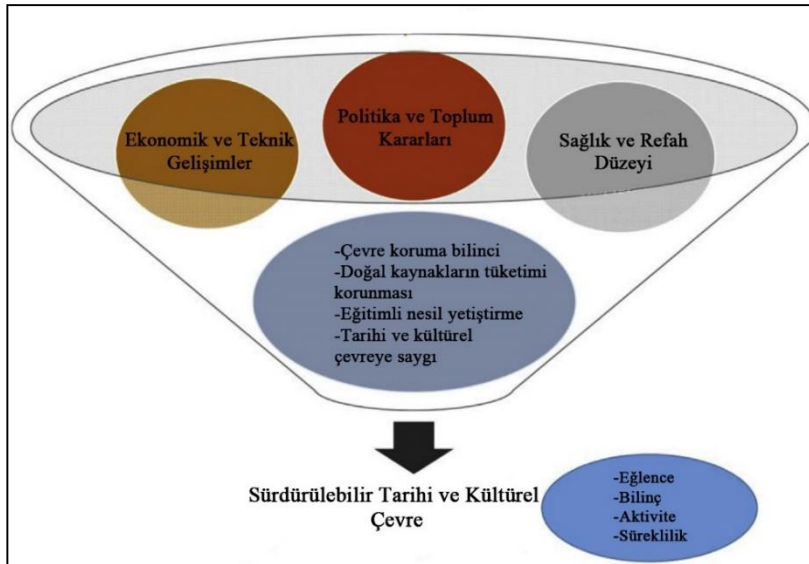 Ekonomik ve Teknik
Gelişimler
Politika ve Toplum
Kararları
Sağlık ve Refah
Düzeyi
-Çevre koruma bilinci
-Doğal kaynakların tüketimi
korunması
-Eğitimli nesil yetiştirme
-Tarihi ve kültürel
çevreye saygı
Sürdürülebilir Tarihi ve Kültürel
Çevre
-Eğlence
-Bilinç
-Aktivite
-Süreklilik